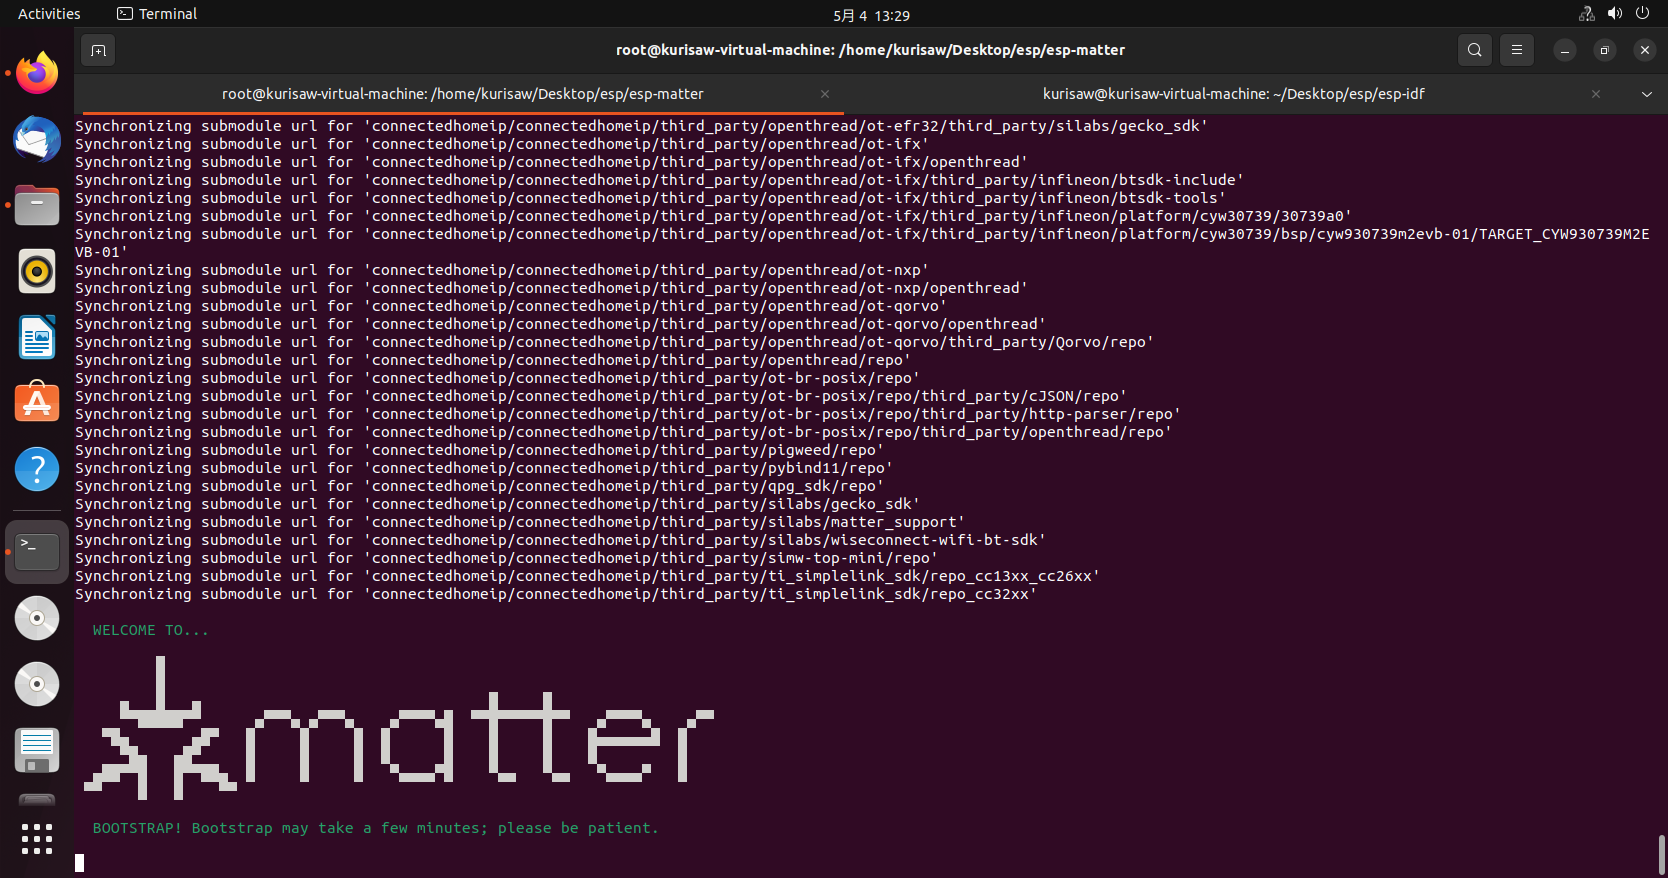 Activities
Terminal
5月 4 13:29
root@kurisaw-virtual-machine: /home/kurisaw/Desktop/esp/esp-matter
root@kurisaw-virtual-machine: /home/kurisaw/Desktop/esp/esp-matter
kurisaw@kurisaw-virtual-machine: ~/Desktop/esp/esp-idf
Synchronizing submodule url for 'connectedhomeip/connectedhomeip/third_party/openthread/ot-efr32/third_party/silabs/gecko_sdk'
Synchronizing submodule url for 'connectedhomeip/connectedhomeip/third_party/openthread/ot-ifx'
Synchronizing submodule url for 'connectedhomeip/connectedhomeip/third_party/openthread/ot-ifx/openthread'
Synchronizing submodule url for 'connectedhomeip/connectedhomeip/third_party/openthread/ot-ifx/third_party/infineon/btsdk-include'
Synchronizing submodule url for 'connectedhomeip/connectedhomeip/third_party/openthread/ot-ifx/third_party/infineon/btsdk-tools'
Synchronizing submodule url for 'connectedhomeip/connectedhomeip/third_party/openthread/ot-ifx/third_party/infineon/platform/cyw30739/30739a0'
Synchronizing submodule url for 'connectedhomeip/connectedhomeip/third_party/openthread/ot-ifx/third_party/infineon/platform/cyw30739/bsp/cyw930739m2evb-01/TARGET_CYW930739M2E
VB-01'
Synchronizing submodule url for 'connectedhomeip/connectedhomeip/third_party/openthread/ot-nxp'
Synchronizing submodule url for 'connectedhomeip/connectedhomeip/third_party/openthread/ot-nxp/openthread'
Synchronizing submodule url for 'connectedhomeip/connectedhomeip/third_party/openthread/ot-qorvo'
Synchronizing submodule url for 'connectedhomeip/connectedhomeip/third_party/openthread/ot-qorvo/openthread'
Synchronizing submodule url for 'connectedhomeip/connectedhomeip/third_party/openthread/ot-qorvo/third_party/Qorvo/repo'
Synchronizing submodule url for 'connectedhomeip/connectedhomeip/third_party/openthread/repo'
Synchronizing submodule url for 'connectedhomeip/connectedhomeip/third_party/ot-br-posix/repo'
Synchronizing submodule url for 'connectedhomeip/connectedhomeip/third_party/ot-br-posix/repo/third_party/cJSON/repo'
Synchronizing submodule url for 'connectedhomeip/connectedhomeip/third_party/ot-br-posix/repo/third_party/http-parser/repo'
Synchronizing submodule url for 'connectedhomeip/connectedhomeip/third_party/ot-br-posix/repo/third_party/openthread/repo'
Synchronizing submodule url for 'connectedhomeip/connectedhomeip/third_party/pigweed/repo'
Synchronizing submodule url for 'connectedhomeip/connectedhomeip/third_party/pybind11/repo'
Synchronizing submodule url for 'connectedhomeip/connectedhomeip/third_party/qpg_sdk/repo'
Synchronizing submodule url for 'connectedhomeip/connectedhomeip/third_party/silabs/gecko_sdk'
Synchronizing submodule url for 'connectedhomeip/connectedhomeip/third_party/silabs/matter_support'
Synchronizing submodule url for 'connectedhomeip/connectedhomeip/third_party/silabs/wiseconnect-wifi-bt-sdk'
Synchronizing submodule url for 'connectedhomeip/connectedhomeip/third_party/simw-top-mini/repo'
Synchronizing submodule url for 'connectedhomeip/connectedhomeip/third_party/ti_simplelink_sdk/repo_cc13xx_cc26xx'
Synchronizing submodule url for 'connectedhomeip/connectedhomeip/third_party/ti_simplelink_sdk/repo_cc32xx'
WELCOME TO...
matter
BOOTSTRAP! Bootstrap may take a few minutes; please be patient.